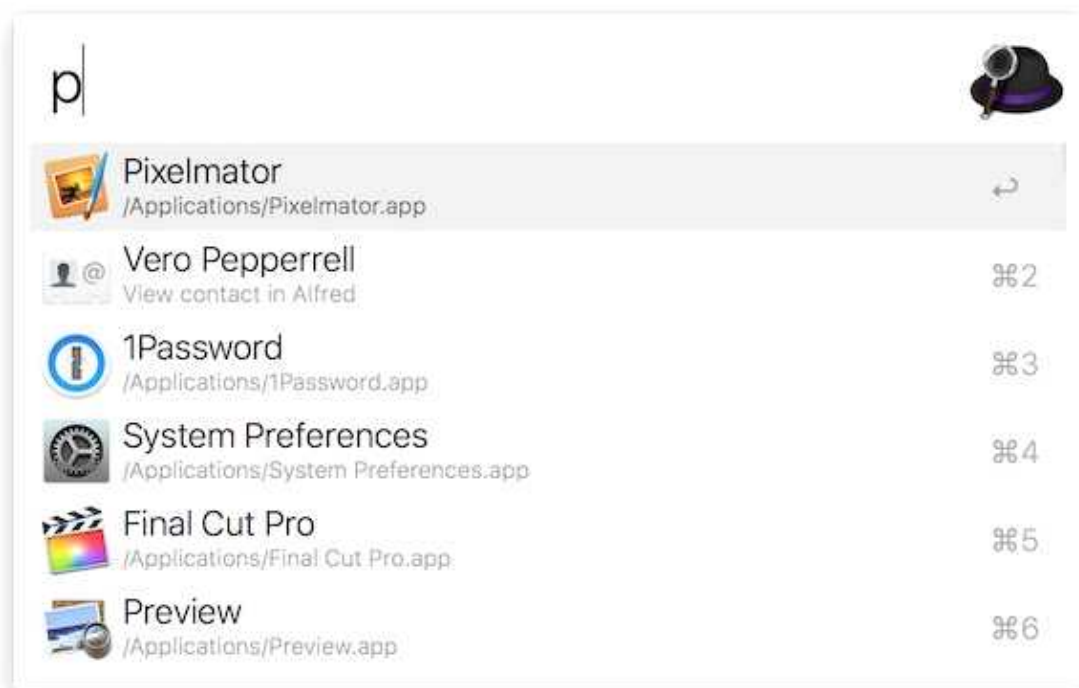 p
Pixelmator
/Applications/Pixelmator.app
↩
Vero Pepperrell
View contact in Alfred
⌘2
1Password
/Applications/1Password.app
⌘3
System Preferences
/Applications/System Preferences.app
⌘4
Final Cut Pro
/Applications/Final Cut Pro.app
⌘5
Preview
/Applications/Preview.app
⌘6